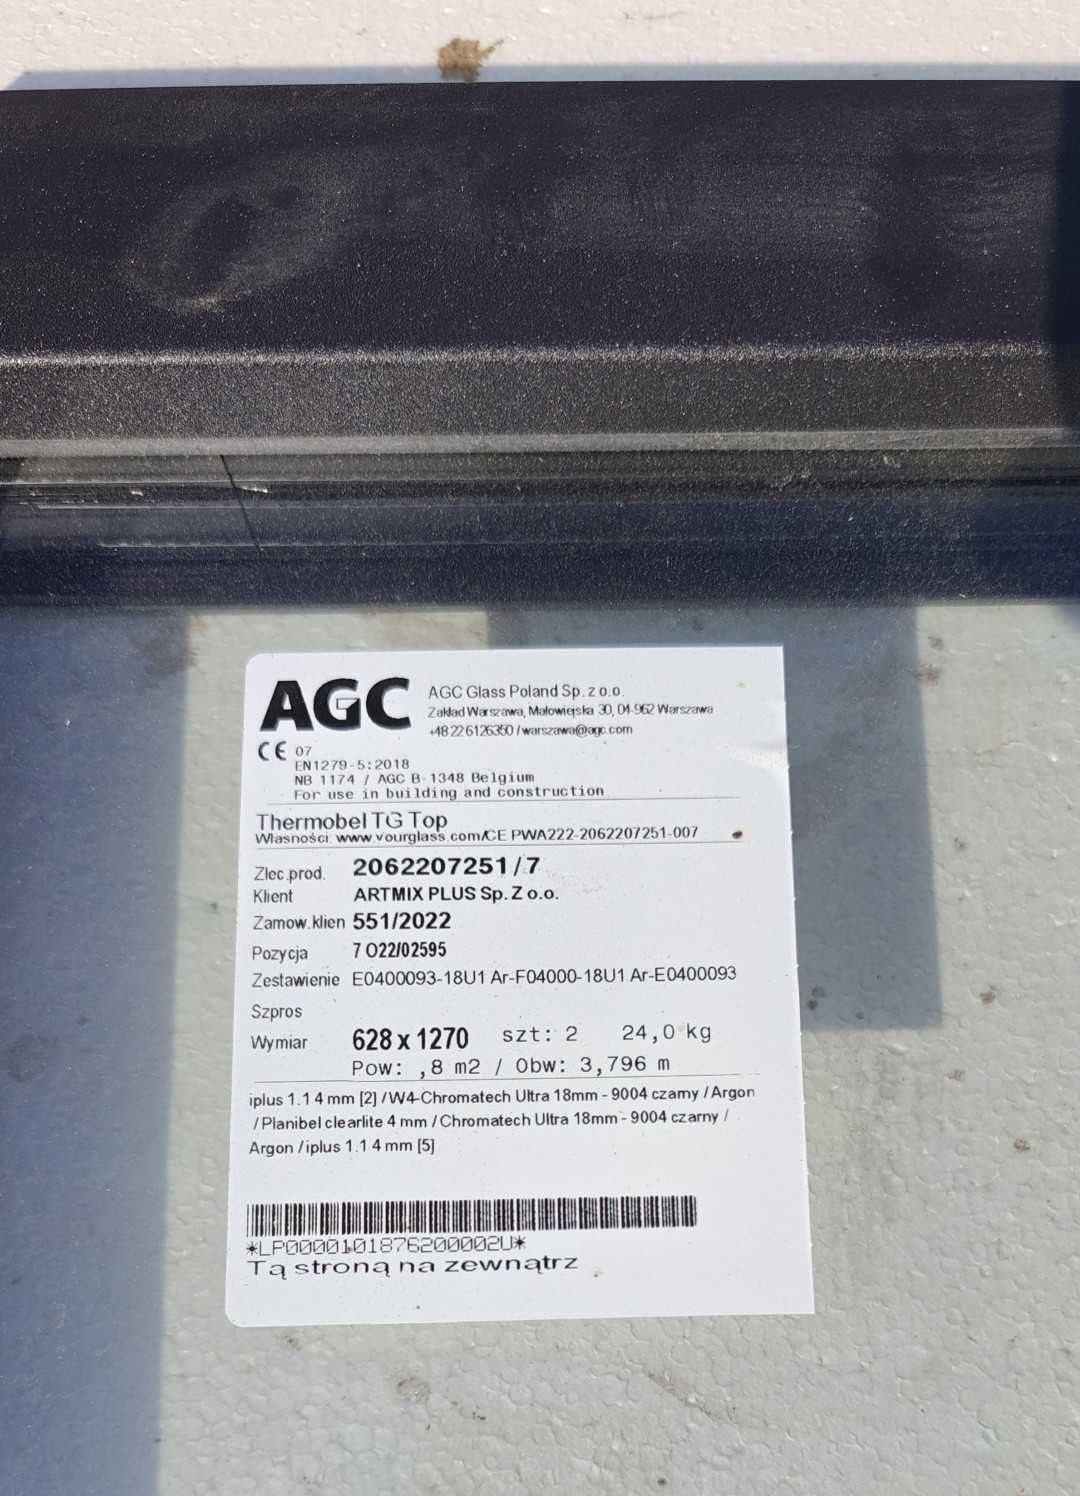 AGC
AGC Glass Poland Sp. z o.o.
Zakład Warszawa, Małowiejska 30, 04-962 Warszawa
+48 22 6126350 / warszawa@agc.com
CE 07
EN1279-5:2018
NB 1174 / AGC B-1348 Belgium
For use in building and construction
Thermobel TG Top
Własności: www.yourglass.com/CE PWA222-2062207251-007
Zlec.prod. 2062207251 / 7
Klient ARTMIX PLUS Sp. Z o.o.
Zamow.klien 551/2022
Pozycja 7 O22/02595
Zestawienie E0400093-18U1 Ar-F04000-18U1 Ar-E0400093
Szpros
Wymiar 628 x 1270 szt: 2 24,0 kg
Pow: ,8 m2 / Obw: 3,796 m
iplus 1.1 4 mm [2] / W4-Chromatech Ultra 18mm - 9004 czarny / Argon
/ Planibel clearlite 4 mm / Chromatech Ultra 18mm - 9004 czarny /
Argon / iplus 1.1 4 mm [5]
*LP0000101876200002U*
Tą stroną na zewnątrz